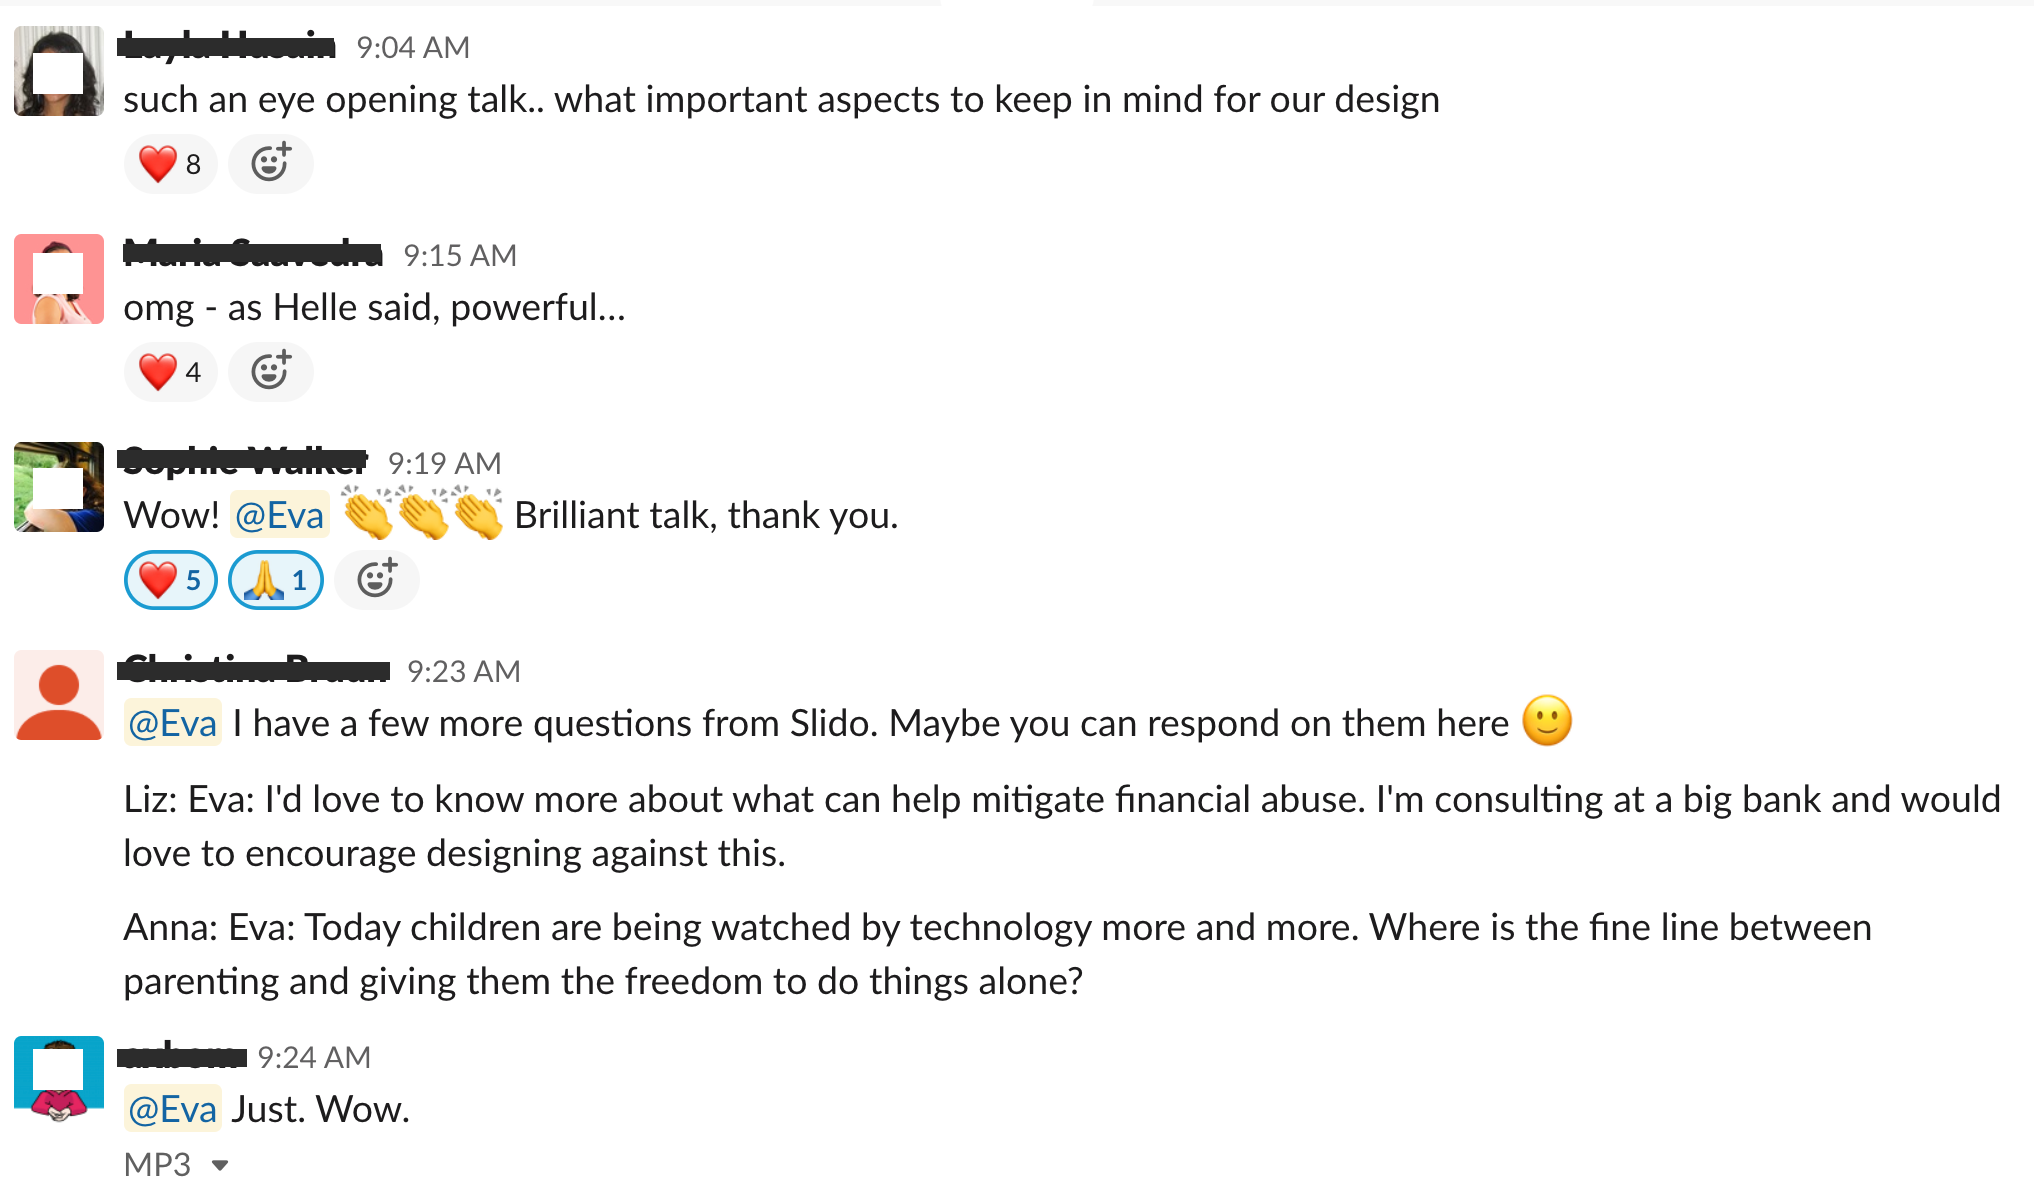 9:04 AM
such an eye opening talk.. what important aspects to keep in mind for our design
❤️ 8
9:15 AM
omg - as Helle said, powerful...
❤️ 4
9:19 AM
Wow! @Eva 👏👏👏 Brilliant talk, thank you.
❤️ 5 🙏 1
9:23 AM
@Eva I have a few more questions from Slido. Maybe you can respond on them here 🙂
Liz: Eva: I'd love to know more about what can help mitigate financial abuse. I'm consulting at a big bank and would
love to encourage designing against this.
Anna: Eva: Today children are being watched by technology more and more. Where is the fine line between
parenting and giving them the freedom to do things alone?
9:24 AM
@Eva Just. Wow.
MP3